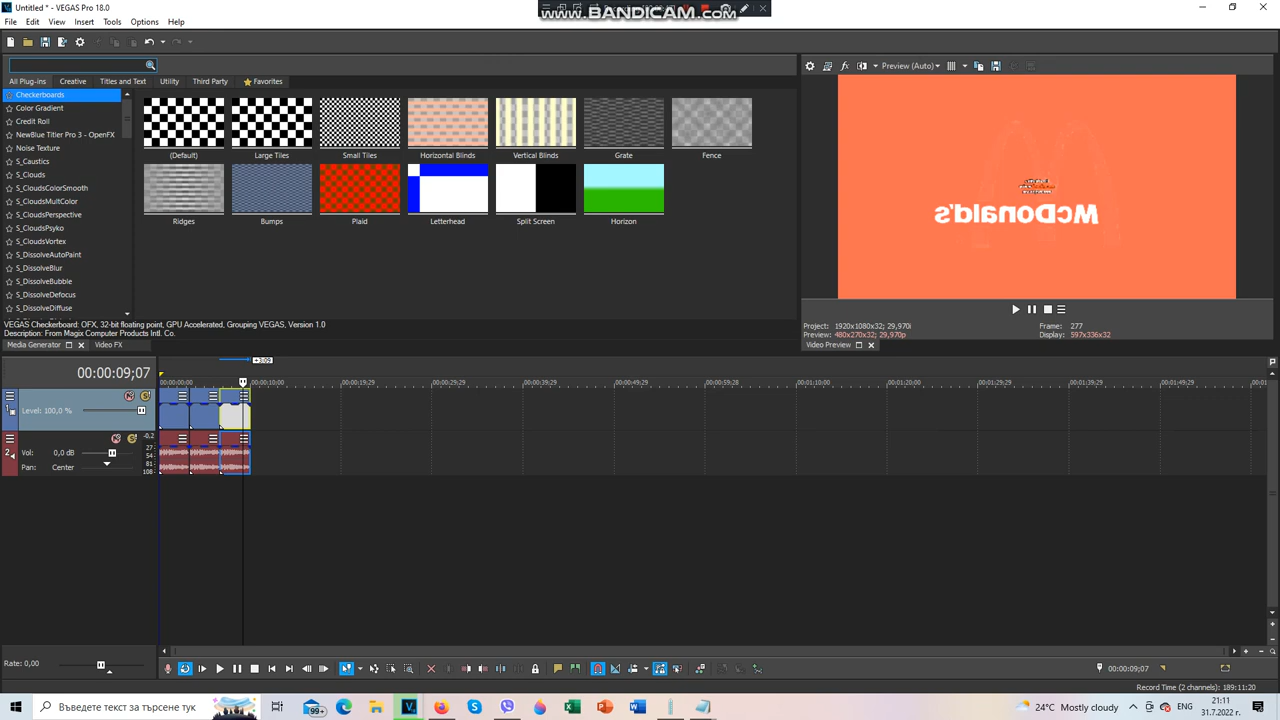 Untitled * - VEGAS Pro 18.0
www.BANDICAM.com
File Edit View Insert Tools Options Help
All Plug-ins Creative Titles and Text Utility Third Party Favorites
Preview (Auto)
Checkerboards
Color Gradient
Credit Roll
NewBlue Titler Pro 3 - OpenFX
Noise Texture
S_Caustics
S_Clouds
S_CloudsColorSmooth
S_CloudsMultColor
S_CloudsPerspective
S_CloudsPsyko
S_CloudsVortex
S_DissolveAutoPaint
S_DissolveBlur
S_DissolveBubble
S_DissolveDefocus
S_DissolveDiffuse
(Default) Large Tiles Small Tiles Horizontal Blinds Vertical Blinds Grate Fence
Ridges Bumps Plaid Letterhead Split Screen Horizon
McDonald's
VEGAS Checkerboard: OFX, 32-bit floating point, GPU Accelerated, Grouping VEGAS, Version 1.0
Description: From Magix Computer Products Intl. Co.
Media Generator Video FX
Project: 1920x1080x32; 29,970i Frame: 277
Preview: 480x270x32; 29,970p Display: 597x336x32
Video Preview
+3;09
00:00:09;07
00:00:00;00 00:00:10;00 00:00:19;29 00:00:29;29 00:00:39;29 00:00:49;29 00:00:59;28 00:01:10;00 00:01:20;00 00:01:29;29 00:01:39;29 00:01:49;29
Level: 100,0 %
2
Vol: 0,0 dB
Pan: Center
-0.2
27
54
81
108
Rate: 0,00
00:00:09;07
Record Time (2 channels): 189:11:20
Въведете текст за търсене тук
99+
24°C Mostly cloudy
ENG
21:11
31.7.2022 г.